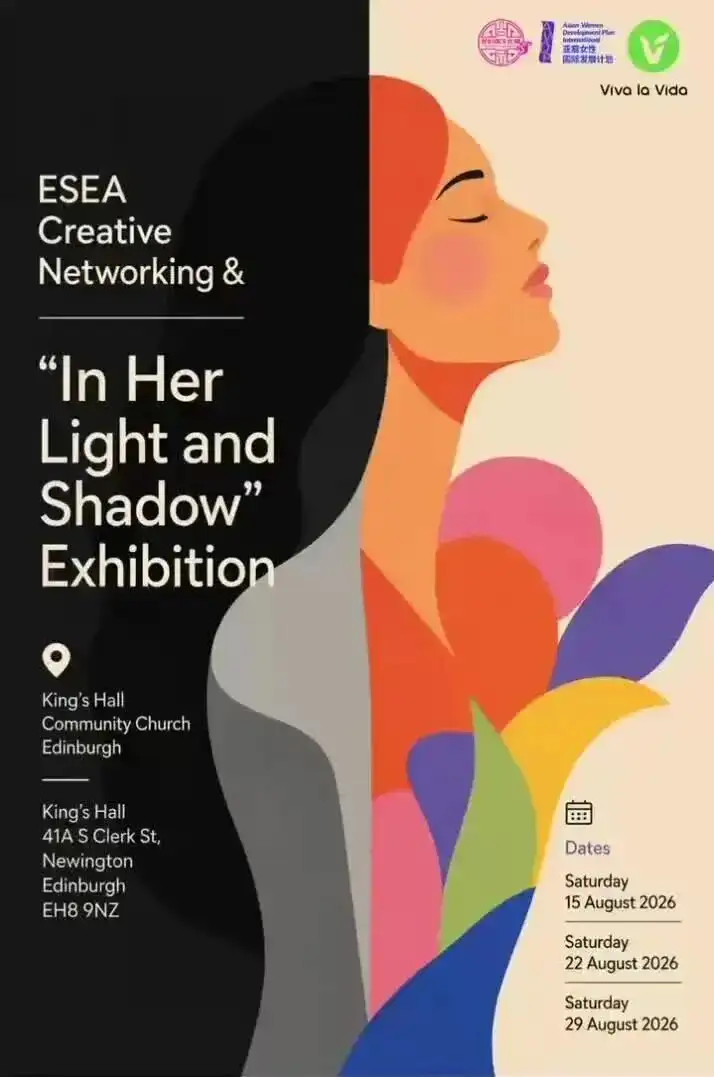 Asian Women
Development Plan
International
亚裔女性
国际发展计划
Viva la Vida
ESEA
Creative
Networking &
“In Her
Light and
Shadow”
Exhibition
King's Hall
Community Church
Edinburgh
King's Hall
41A S Clerk St,
Newington
Edinburgh
EH8 9NZ
Dates
Saturday
15 August 2026
Saturday
22 August 2026
Saturday
29 August 2026